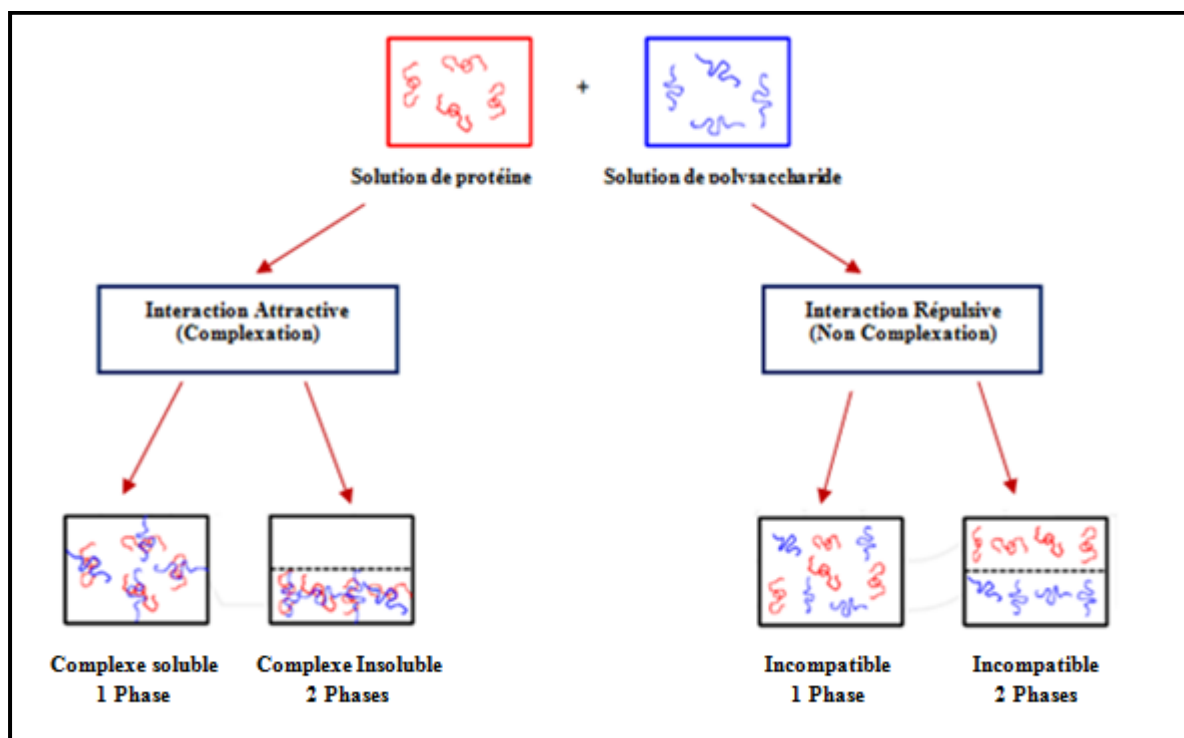 +
Solution de protéine
Solution de polysaccharide
Interaction Attractive
(Complexation)
Interaction Répulsive
(Non Complexation)
Complexe soluble
1 Phase
Complexe Insoluble
2 Phases
Incompatible
1 Phase
Incompatible
2 Phases